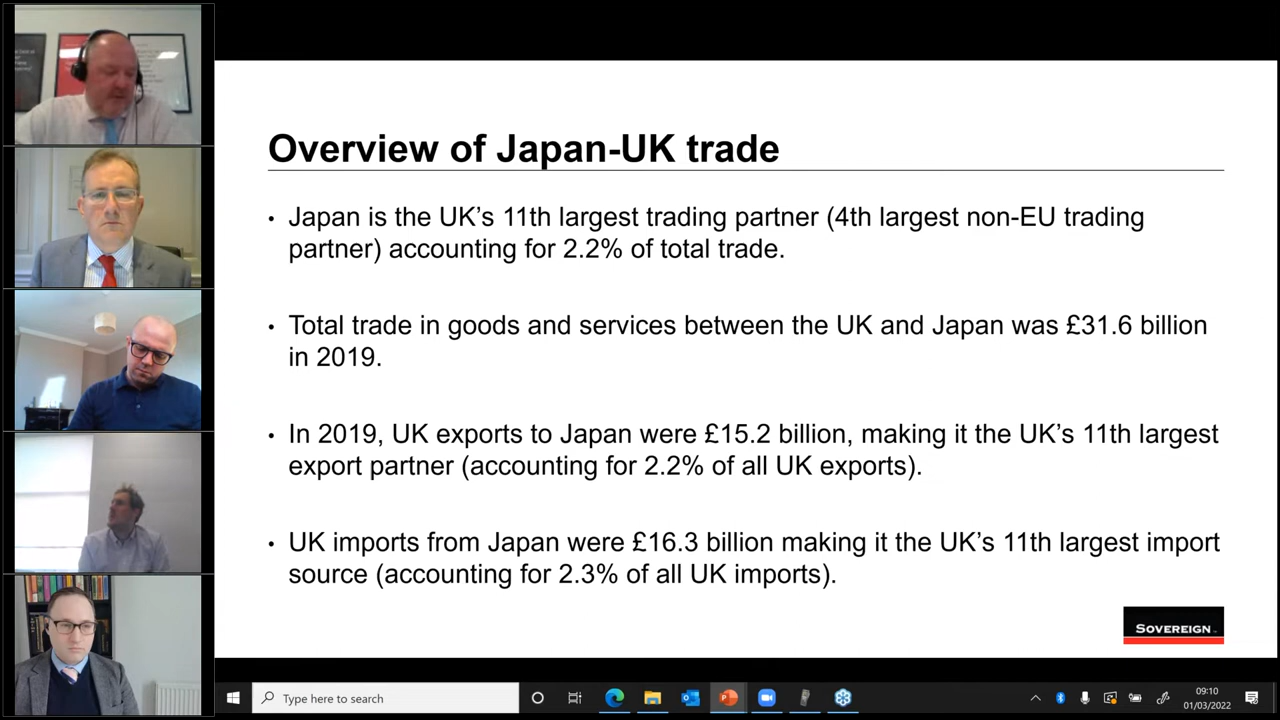 Overview of Japan-UK trade
• Japan is the UK’s 11th largest trading partner (4th largest non-EU trading
partner) accounting for 2.2% of total trade.
• Total trade in goods and services between the UK and Japan was £31.6 billion
in 2019.
• In 2019, UK exports to Japan were £15.2 billion, making it the UK’s 11th largest
export partner (accounting for 2.2% of all UK exports).
• UK imports from Japan were £16.3 billion making it the UK’s 11th largest import
source (accounting for 2.3% of all UK imports).
SOVEREIGN
Type here to search
09:10
01/03/2022